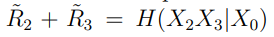 R̃₂ + R̃₃ = H(X₂X₃|X₀)